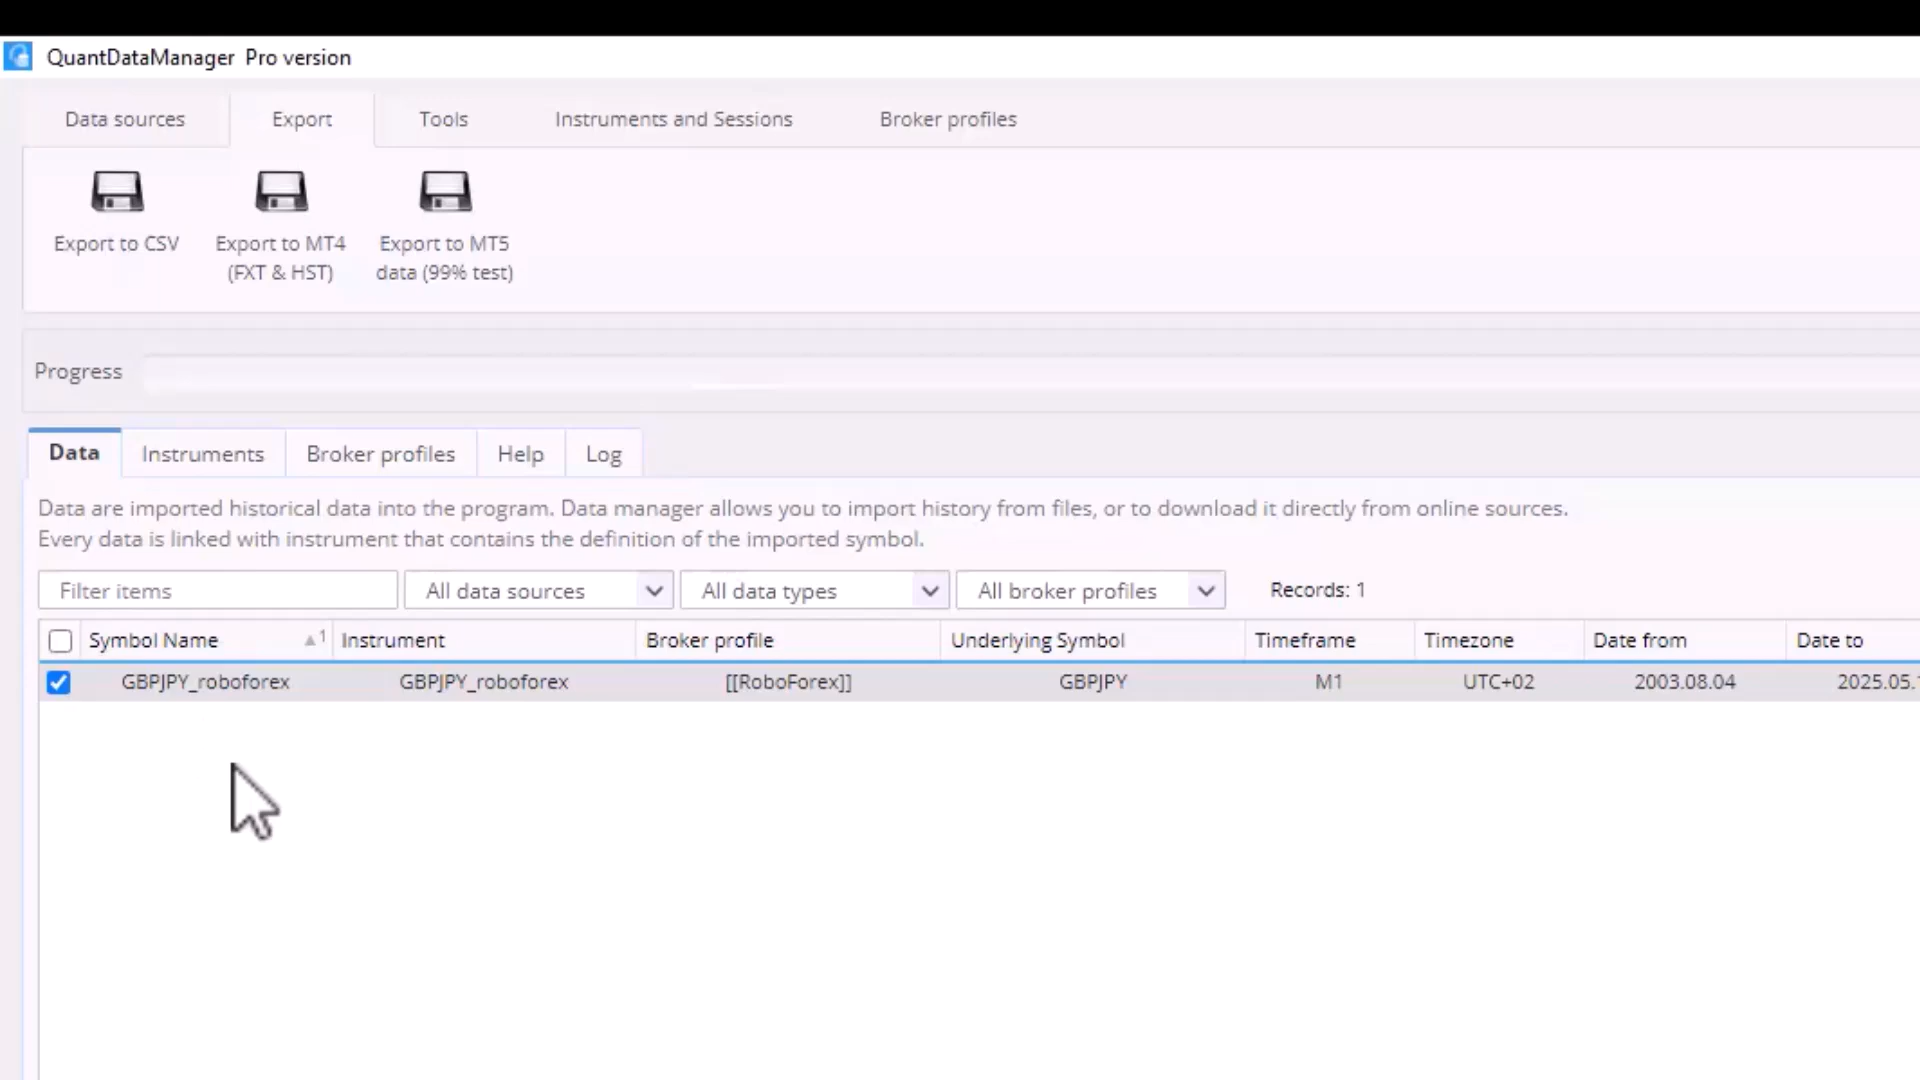 QuantDataManager Pro version
Data sources Export Tools Instruments and Sessions Broker profiles
Export to CSV Export to MT4 Export to MT5
(FXT & HST) data (99% test)
Progress
Data Instruments Broker profiles Help Log
Data are imported historical data into the program. Data manager allows you to import history from files, or to download it directly from online sources.
Every data is linked with instrument that contains the definition of the imported symbol.
Filter items All data sources All data types All broker profiles Records: 1
Symbol Name 1 Instrument Broker profile Underlying Symbol Timeframe Timezone Date from Date to
GBPJPY_roboforex GBPJPY_roboforex [[RoboForex]] GBPJPY M1 UTC+02 2003.08.04 2025.05.